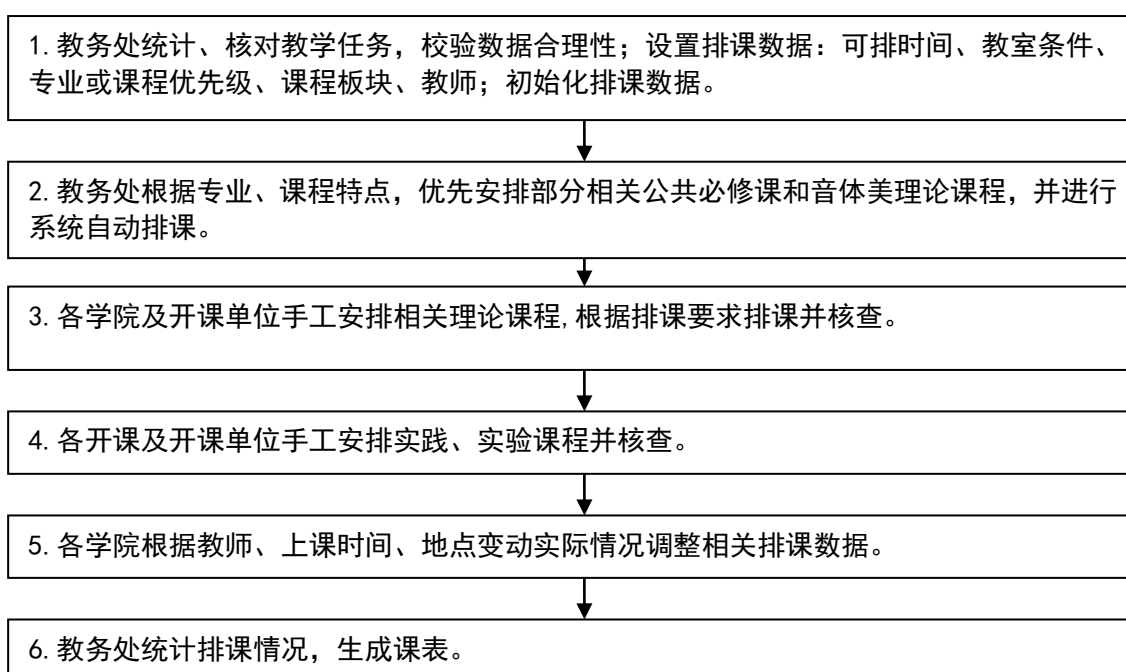 1.教务处统计、核对教学任务，校验数据合理性；设置排课数据：可排时间、教室条件、
专业或课程优先级、课程板块、教师；初始化排课数据。
2.教务处根据专业、课程特点，优先安排部分相关公共必修课和音体美理论课程，并进行
系统自动排课。
3.各学院及开课单位手工安排相关理论课程,根据排课要求排课并核查。
4.各开课及开课单位手工安排实践、实验课程并核查。
5.各学院根据教师、上课时间、地点变动实际情况调整相关排课数据。
6.教务处统计排课情况，生成课表。